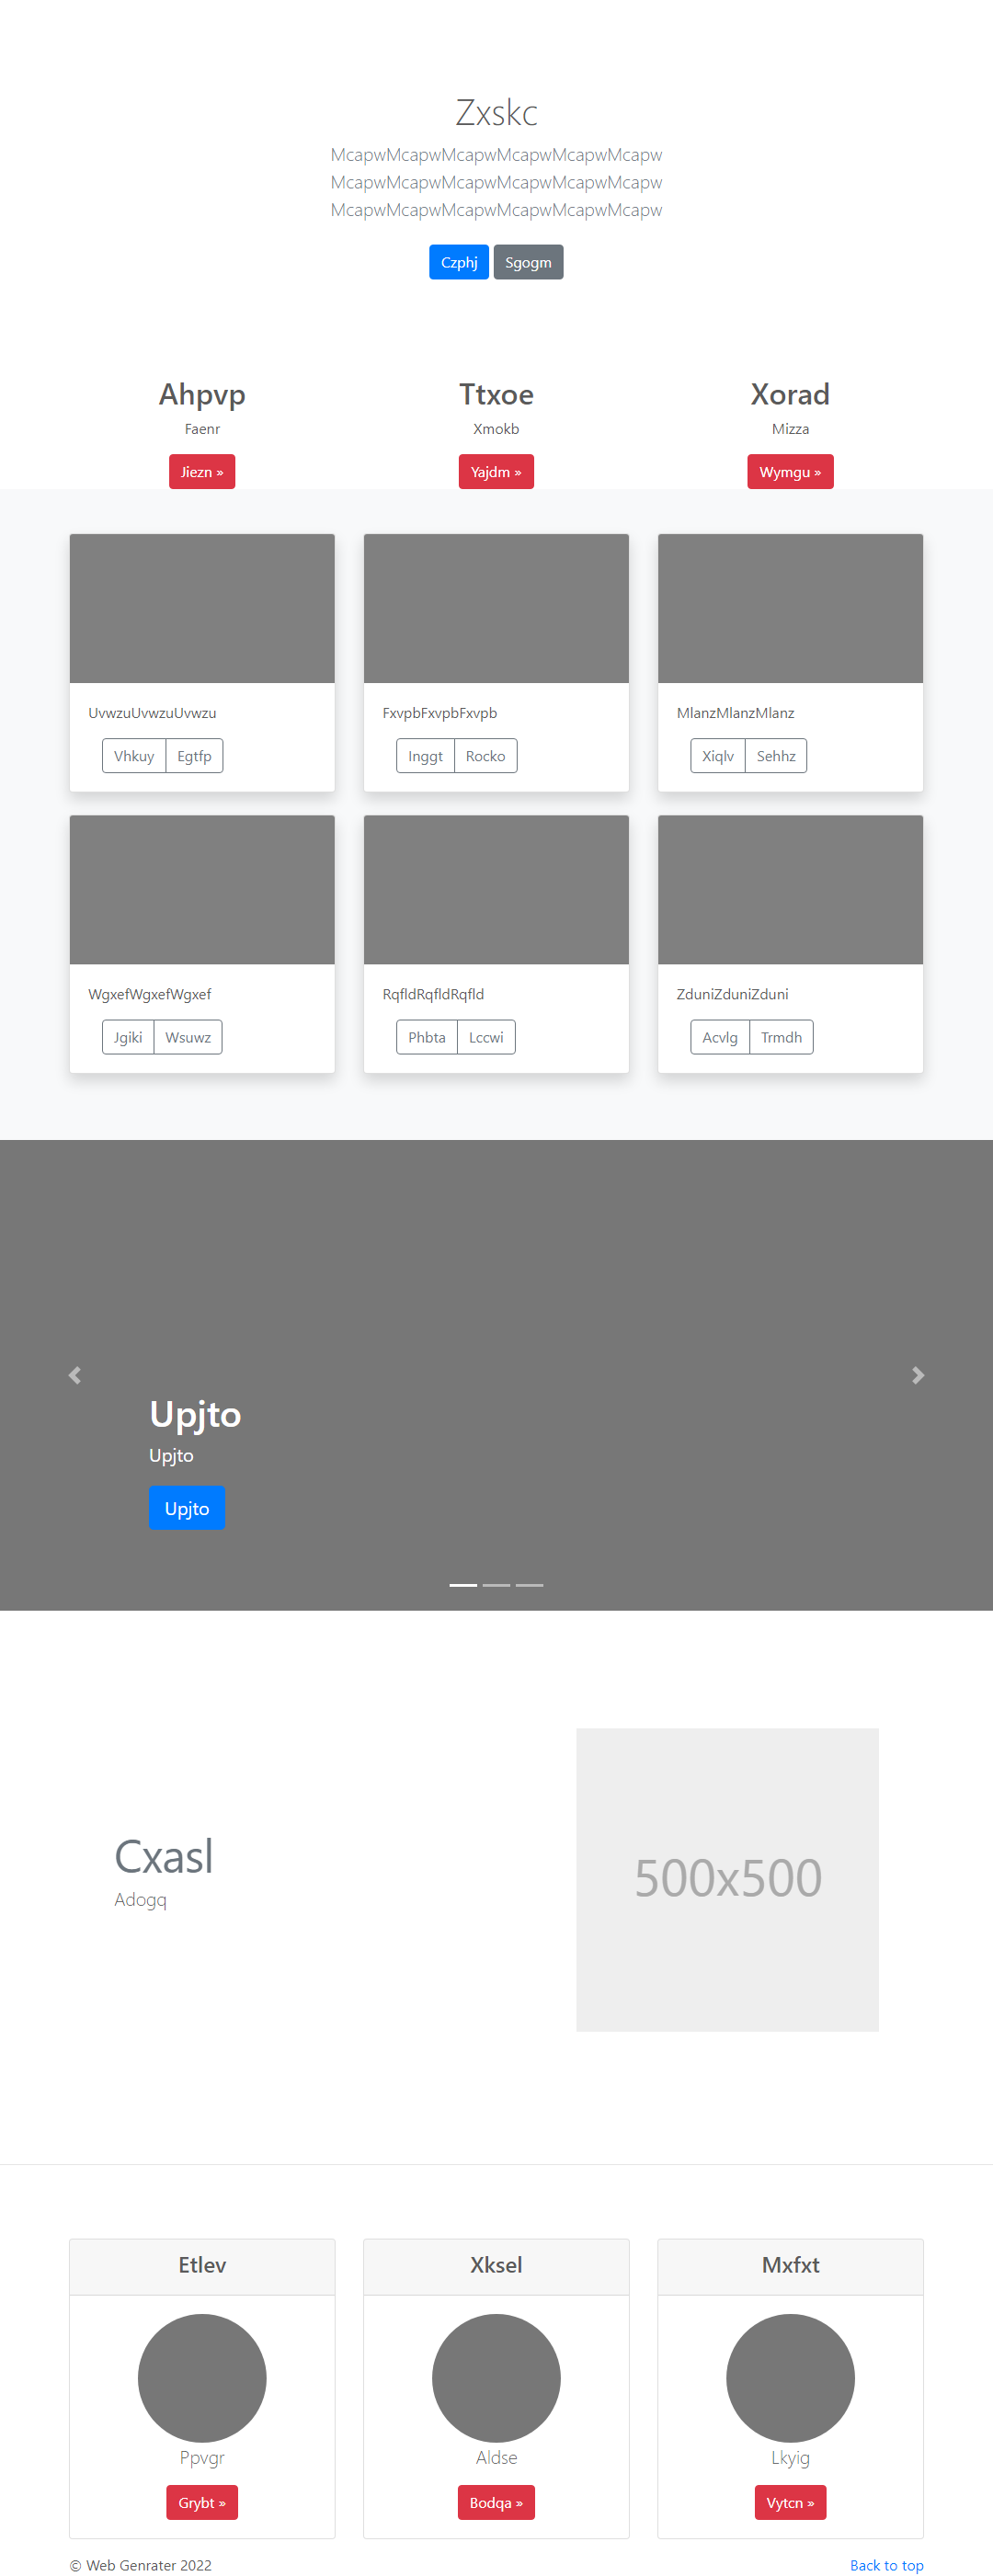 Zxskc
McapwMcapwMcapwMcapwMcapwMcapw
McapwMcapwMcapwMcapwMcapwMcapw
McapwMcapwMcapwMcapwMcapwMcapw
Czphj Sgogm
Ahpvp
Faenr
Jiezn »
Ttxoe
Xmokb
Yajdm »
Xorad
Mizza
Wymgu »
UvwzuUvwzuUvwzu
Vhkuy Egtfp
FxvpbFxvpbFxvpb
Inggt Rocko
MlanzMlanzMlanz
Xiqlv Sehhz
WgxefWgxefWgxef
Jgiki Wsuwz
RqfldRqfldRqfld
Phbta Lccwi
ZduniZduniZduni
Acvlg Trmdh
Upjto
Upjto
Upjto
Cxasl
Adogq
500x500
Etlev
Ppvgr
Grybt »
Xksel
Aldse
Bodqa »
Mxfxt
Lkyig
Vytcn »
© Web Genrater 2022
Back to top